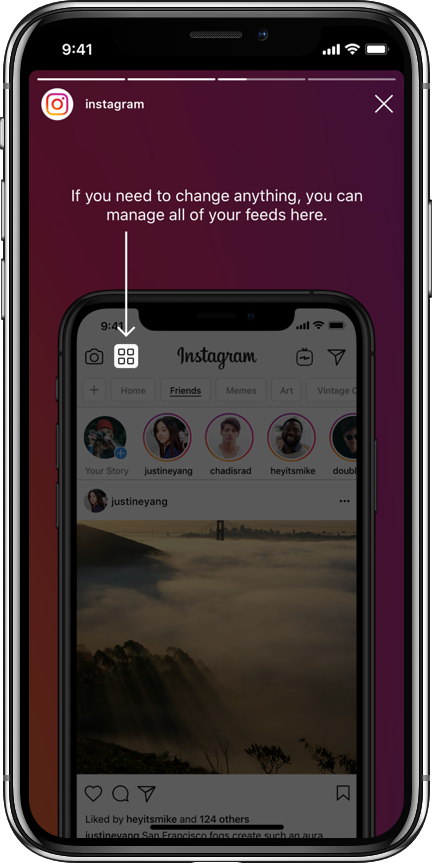 9:41
instagram
If you need to change anything, you can
manage all of your feeds here.
9:41
Instagram
+ Home Friends Memes Art Vintage C
Your Story justineyang chadisrad heyitsmike doubl
justineyang
Liked by heyitsmike and 124 others
justineyang San Francisco fogs create such an aura